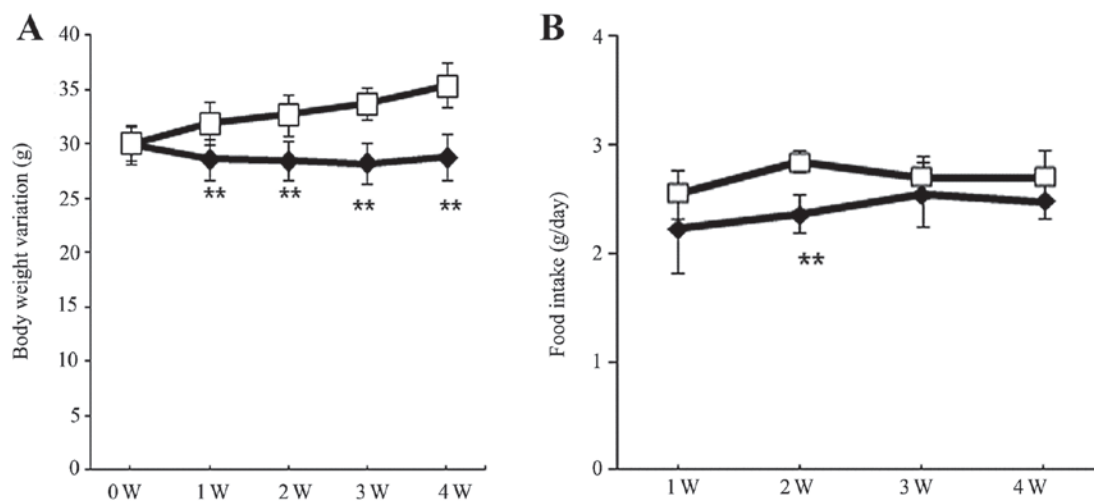 A
Body weight variation (g)
40
35
30
25
20
15
10
5
0
** ** ** **
0 W 1 W 2 W 3 W 4 W
B
Food intake (g/day)
4
3
2
1
0
**
1 W 2 W 3 W 4 W